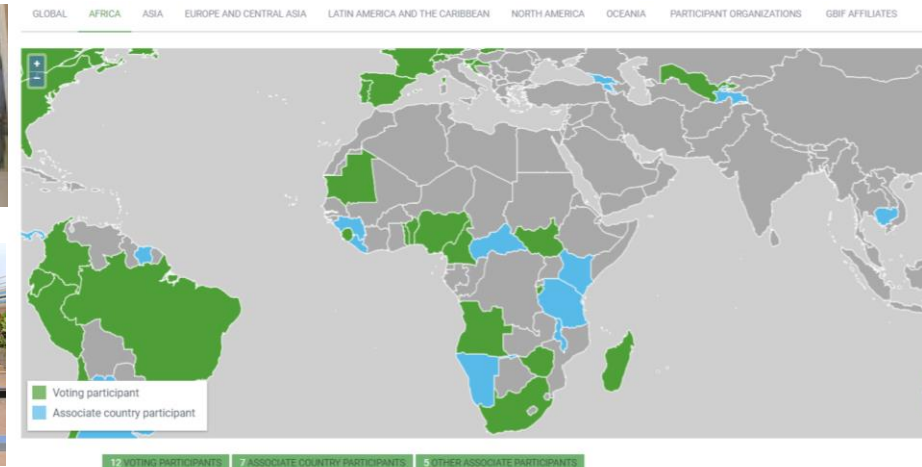 GLOBAL AFRICA ASIA EUROPE AND CENTRAL ASIA LATIN AMERICA AND THE CARIBBEAN NORTH AMERICA OCEANIA PARTICIPANT ORGANIZATIONS GBIF AFFILIATES
+
−
Voting participant
Associate country participant
12 VOTING PARTICIPANTS 7 ASSOCIATE COUNTRY PARTICIPANTS 5 OTHER ASSOCIATE PARTICIPANTS